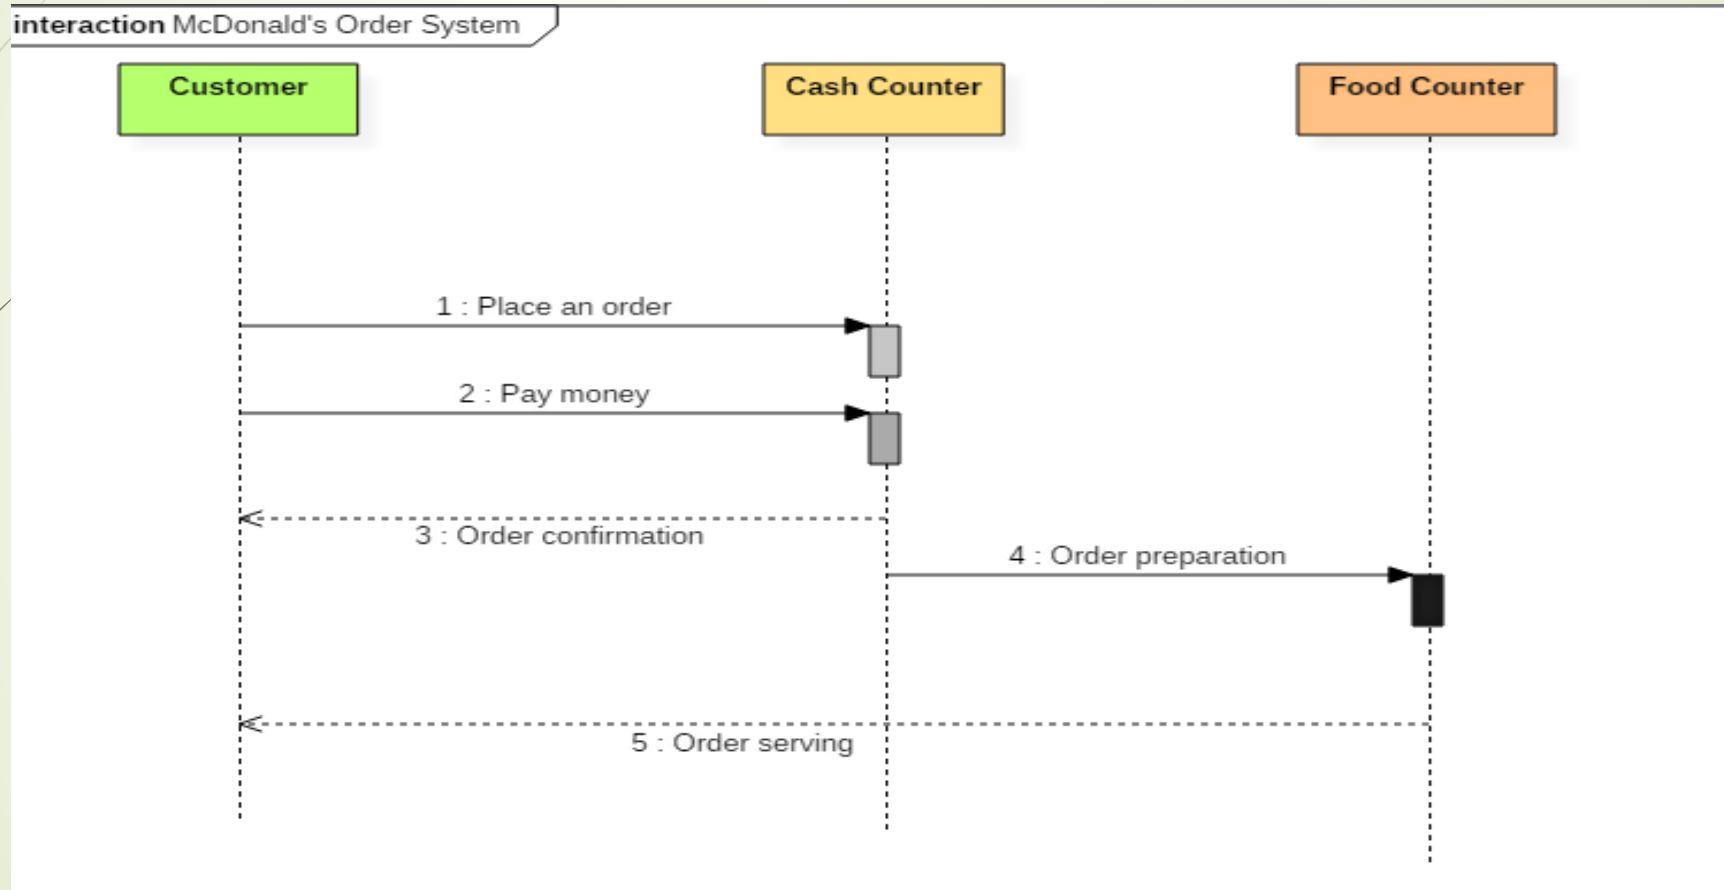 interaction McDonald's Order System
Customer
Cash Counter
Food Counter
1 : Place an order
2 : Pay money
3 : Order confirmation
4 : Order preparation
5 : Order serving